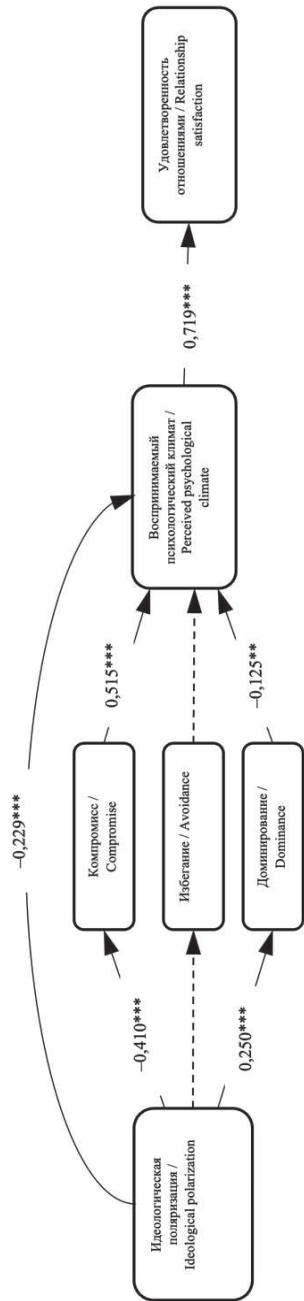 –0,229***
Идеологическая
поляризация /
Ideological polarization
–0,410***
0,250***
Компромисс /
Compromise
Избегание / Avoidance
Доминирование /
Dominance
0,515***
–0,125**
Воспринимаемый
психологический климат /
Perceived psychological
climate
0,719***
Удовлетворенность
отношениями / Relationship
satisfaction